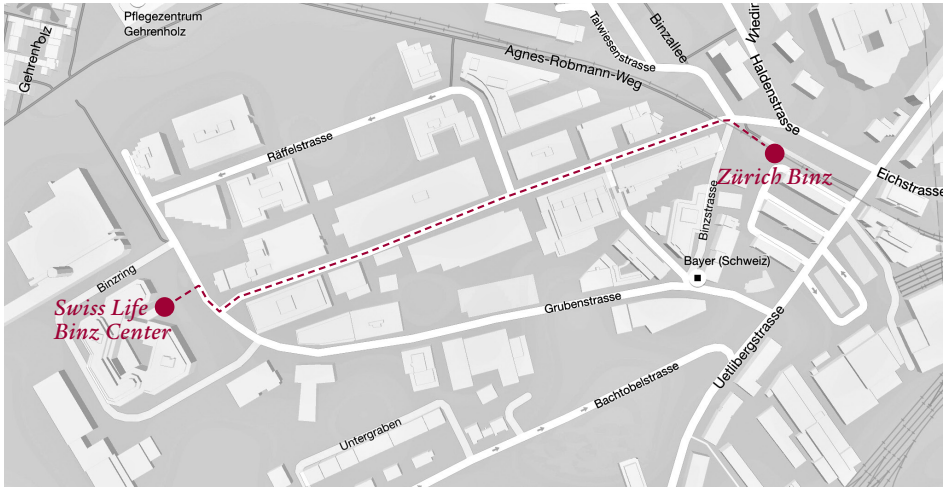 Pflegezentrum
Gehrenholz
Gehrenholz
Talwiesenstrasse
Binzallee
Agnes-Robmann-Weg
Haldenstrasse
Räffelstrasse
Zürich Binz
Eichstrasse
Binzstrasse
Bayer (Schweiz)
Binzring
Swiss Life
Binz Center
Grubenstrasse
Uetlibergstrasse
Bachtobelstrasse
Untergraben